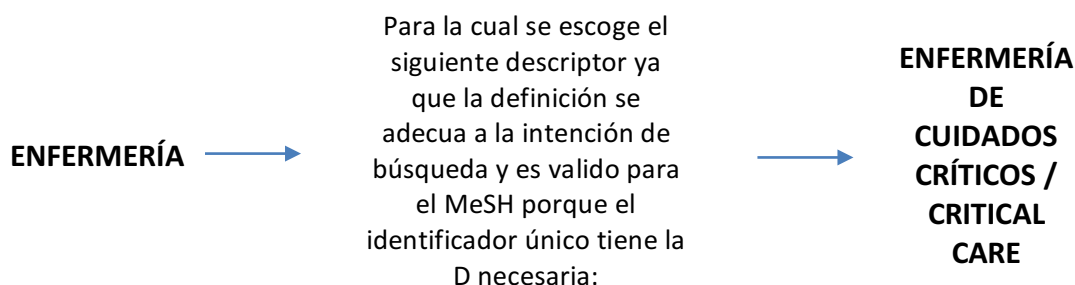 ENFERMERÍA
Para la cual se escoge el
siguiente descriptor ya
que la definición se
adecua a la intención de
búsqueda y es valido para
el MeSH porque el
identificador único tiene la
D necesaria:
ENFERMERÍA
DE
CUIDADOS
CRÍTICOS /
CRITICAL
CARE